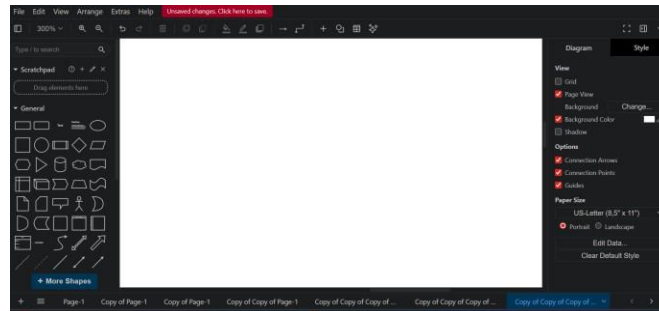 File Edit View Arrange Extras Help Unsaved changes. Click here to save.
300%
Type / to search
Scratchpad
Drag elements here
General
+ More Shapes
Diagram Style
View
Grid
Page View
Background Change...
Background Color
Shadow
Options
Connection Arrows
Connection Points
Guides
Paper Size
US-Letter (8,5" x 11")
Portrait Landscape
Edit Data...
Clear Default Style
Page-1 Copy of Page-1 Copy of Page-1 Copy of Copy of Page-1 Copy of Copy of Copy of ... Copy of Copy of Copy of ... Copy of Copy of Copy of ...